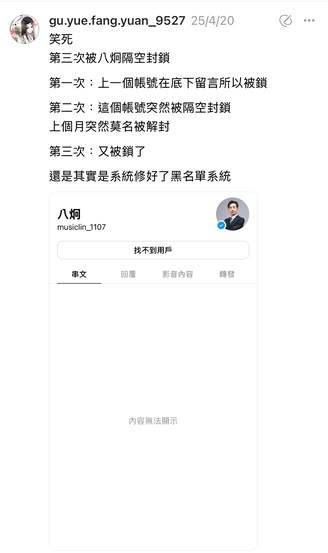 gu.yue.fang.yuan_9527 25/4/20
笑死
第三次被八炯隔空封鎖
第一次：上一個帳號在底下留言所以被鎖
第二次：這個帳號突然被隔空封鎖
上個月突然莫名被解封
第三次：又被鎖了
還是其實是系統修好了黑名單系統
八炯
musiclin_1107
找不到用戶
串文 回覆 影音內容 轉發
內容無法顯示